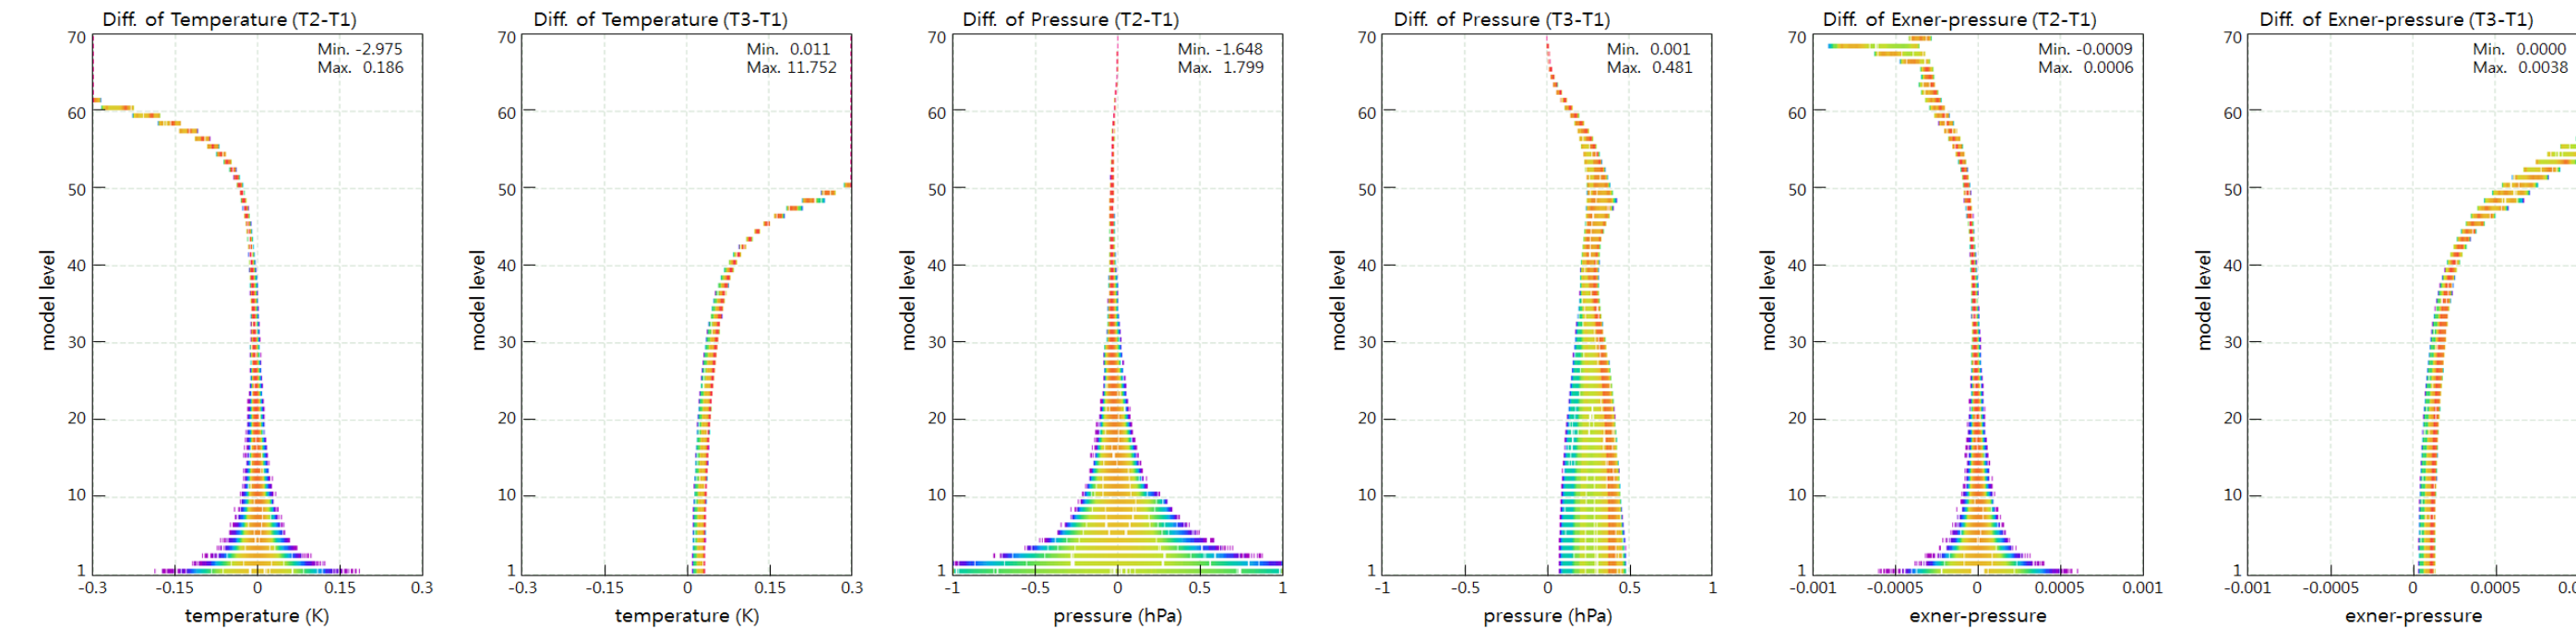 Diff. of Temperature (T2-T1)
Min. -2.975
Max. 0.186
70
60
50
40
30
20
10
1
model level
-0.3 -0.15 0 0.15 0.3
temperature (K)
Diff. of Temperature (T3-T1)
Min. 0.011
Max. 11.752
70
60
50
40
30
20
10
1
model level
-0.3 -0.15 0 0.15 0.3
temperature (K)
Diff. of Pressure (T2-T1)
Min. -1.648
Max. 1.799
70
60
50
40
30
20
10
1
model level
-1 -0.5 0 0.5 1
pressure (hPa)
Diff. of Pressure (T3-T1)
Min. 0.001
Max. 0.481
70
60
50
40
30
20
10
1
model level
-1 -0.5 0 0.5 1
pressure (hPa)
Diff. of Exner-pressure (T2-T1)
Min. -0.0009
Max. 0.0006
70
60
50
40
30
20
10
1
model level
-0.001 -0.0005 0 0.0005 0.001
exner-pressure
Diff. of Exner-pressure (T3-T1)
Min. 0.0000
Max. 0.0038
70
60
50
40
30
20
10
1
model level
-0.001 -0.0005 0 0.0005
exner-pressure